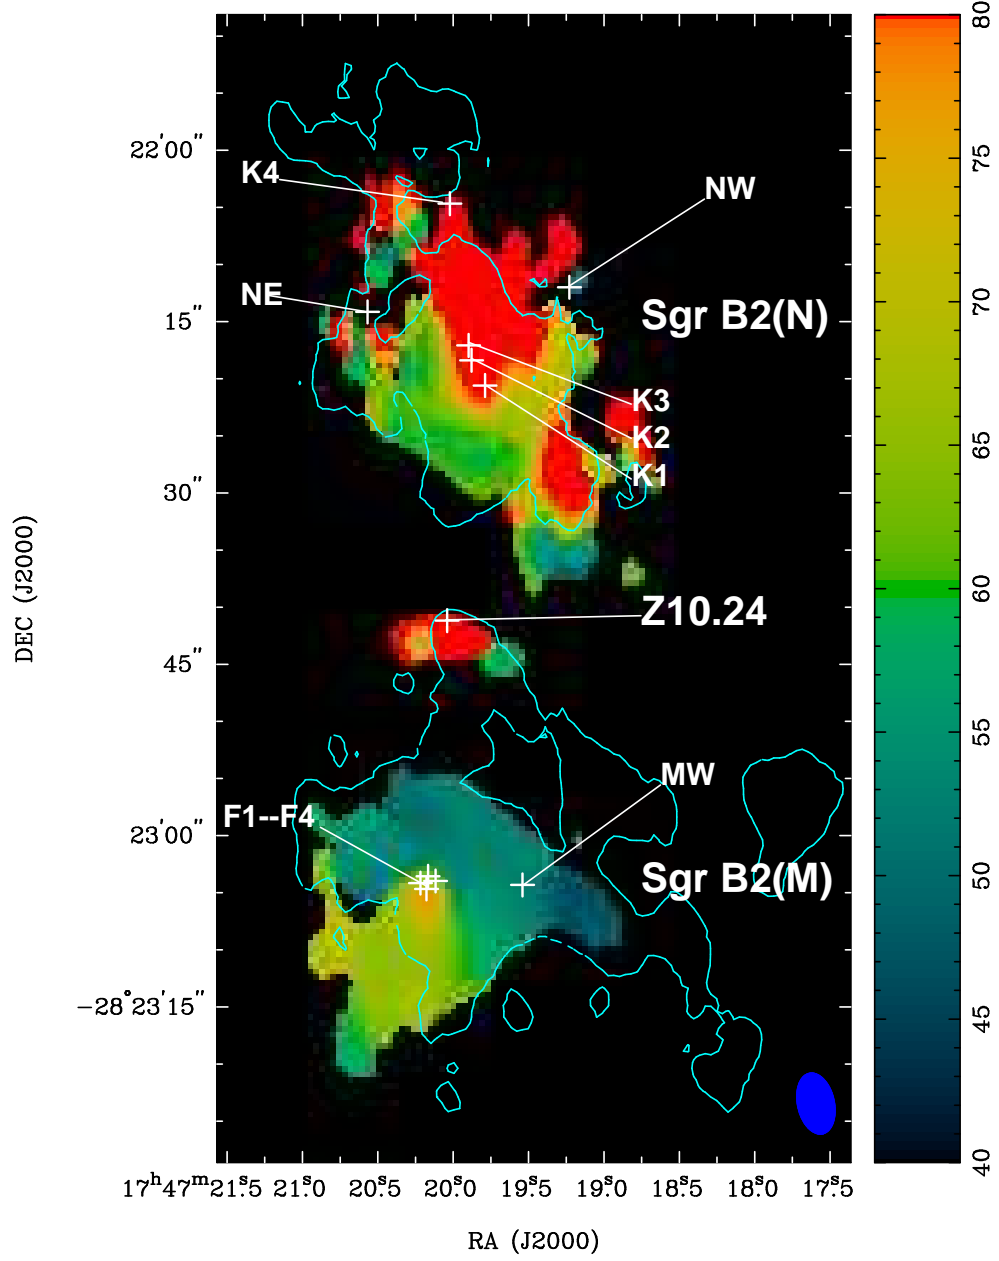 80
75
70
65
60
55
50
45
40
22'00"
15"
30"
45"
23'00"
−28°23'15"
K4
NW
NE
Sgr B2(N)
K3
K2
K1
Z10.24
MW
F1--F4
Sgr B2(M)
DEC (J2000)
17h47m21s.5 21s.0 20s.5 20s.0 19s.5 19s.0 18s.5 18s.0 17s.5
RA (J2000)